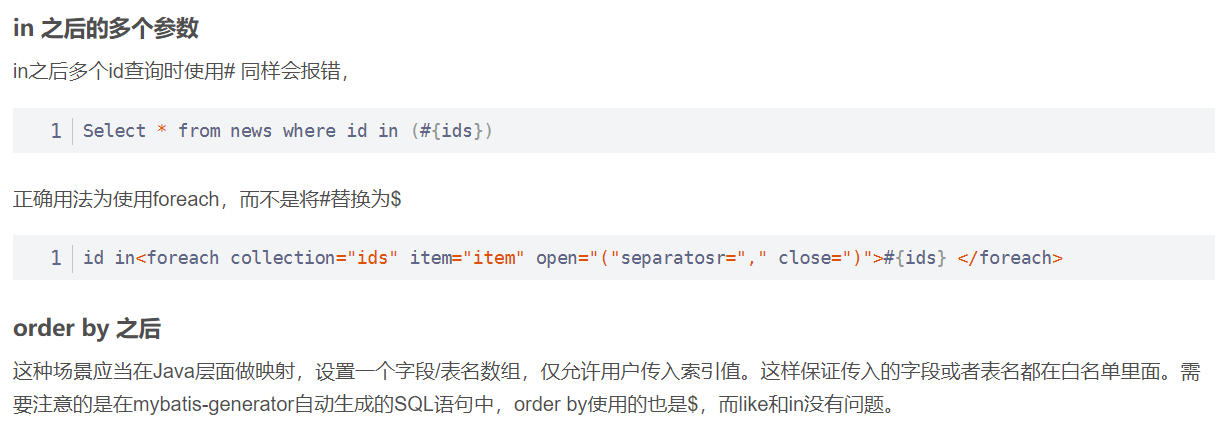 in 之后的多个参数
in之后多个id查询时使用# 同样会报错,
1 Select * from news where id in (#{ids})
正确用法为使用foreach，而不是将#替换为$
1 id in<foreach collection="ids" item="item" open="("separatosr="," close=")">#{ids} </foreach>
order by 之后
这种场景应当在Java层面做映射，设置一个字段/表名数组，仅允许用户传入索引值。这样保证传入的字段或者表名都在白名单里面。需
要注意的是在mybatis-generator自动生成的SQL语句中，order by使用的也是$，而like和in没有问题。